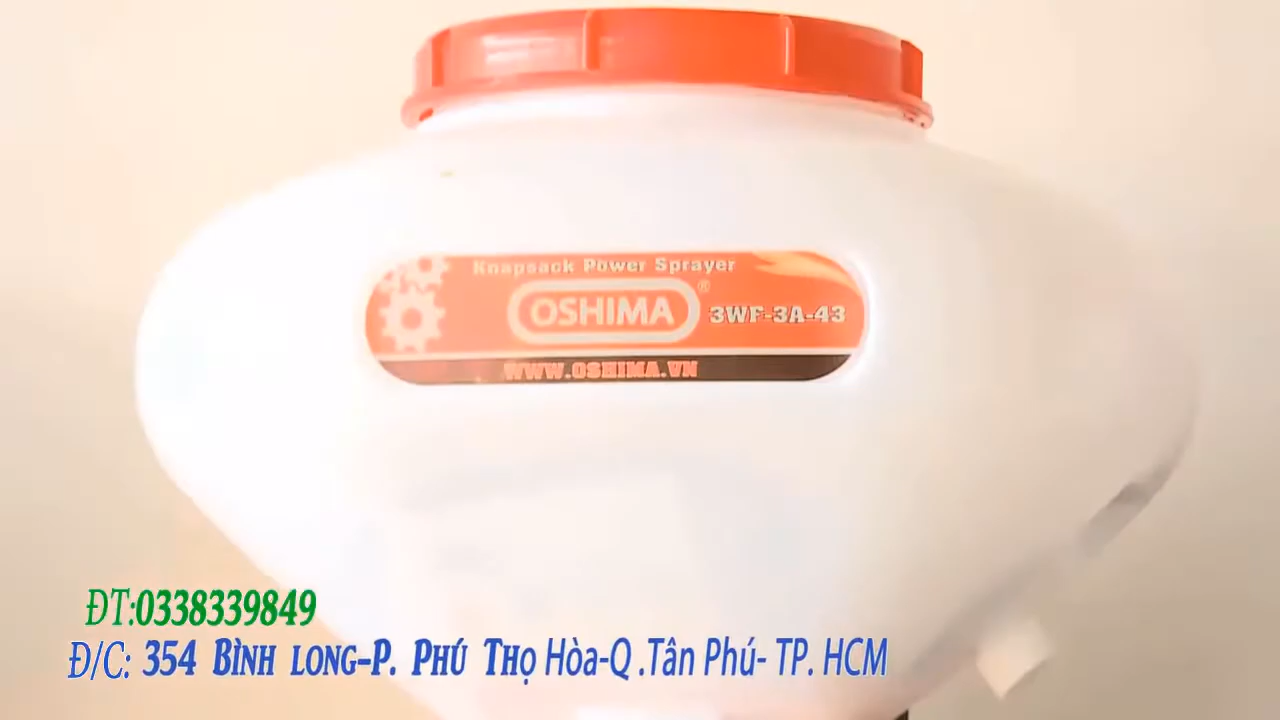 Knapsack Power Sprayer
OSHIMA®
3WF-3A-43
WWW.OSHIMA.VN
ĐT:0338339849
Đ/C: 354 BÌNH LONG-P. PHÚ THọ Hòa-Q .Tân Phú- TP. HCM